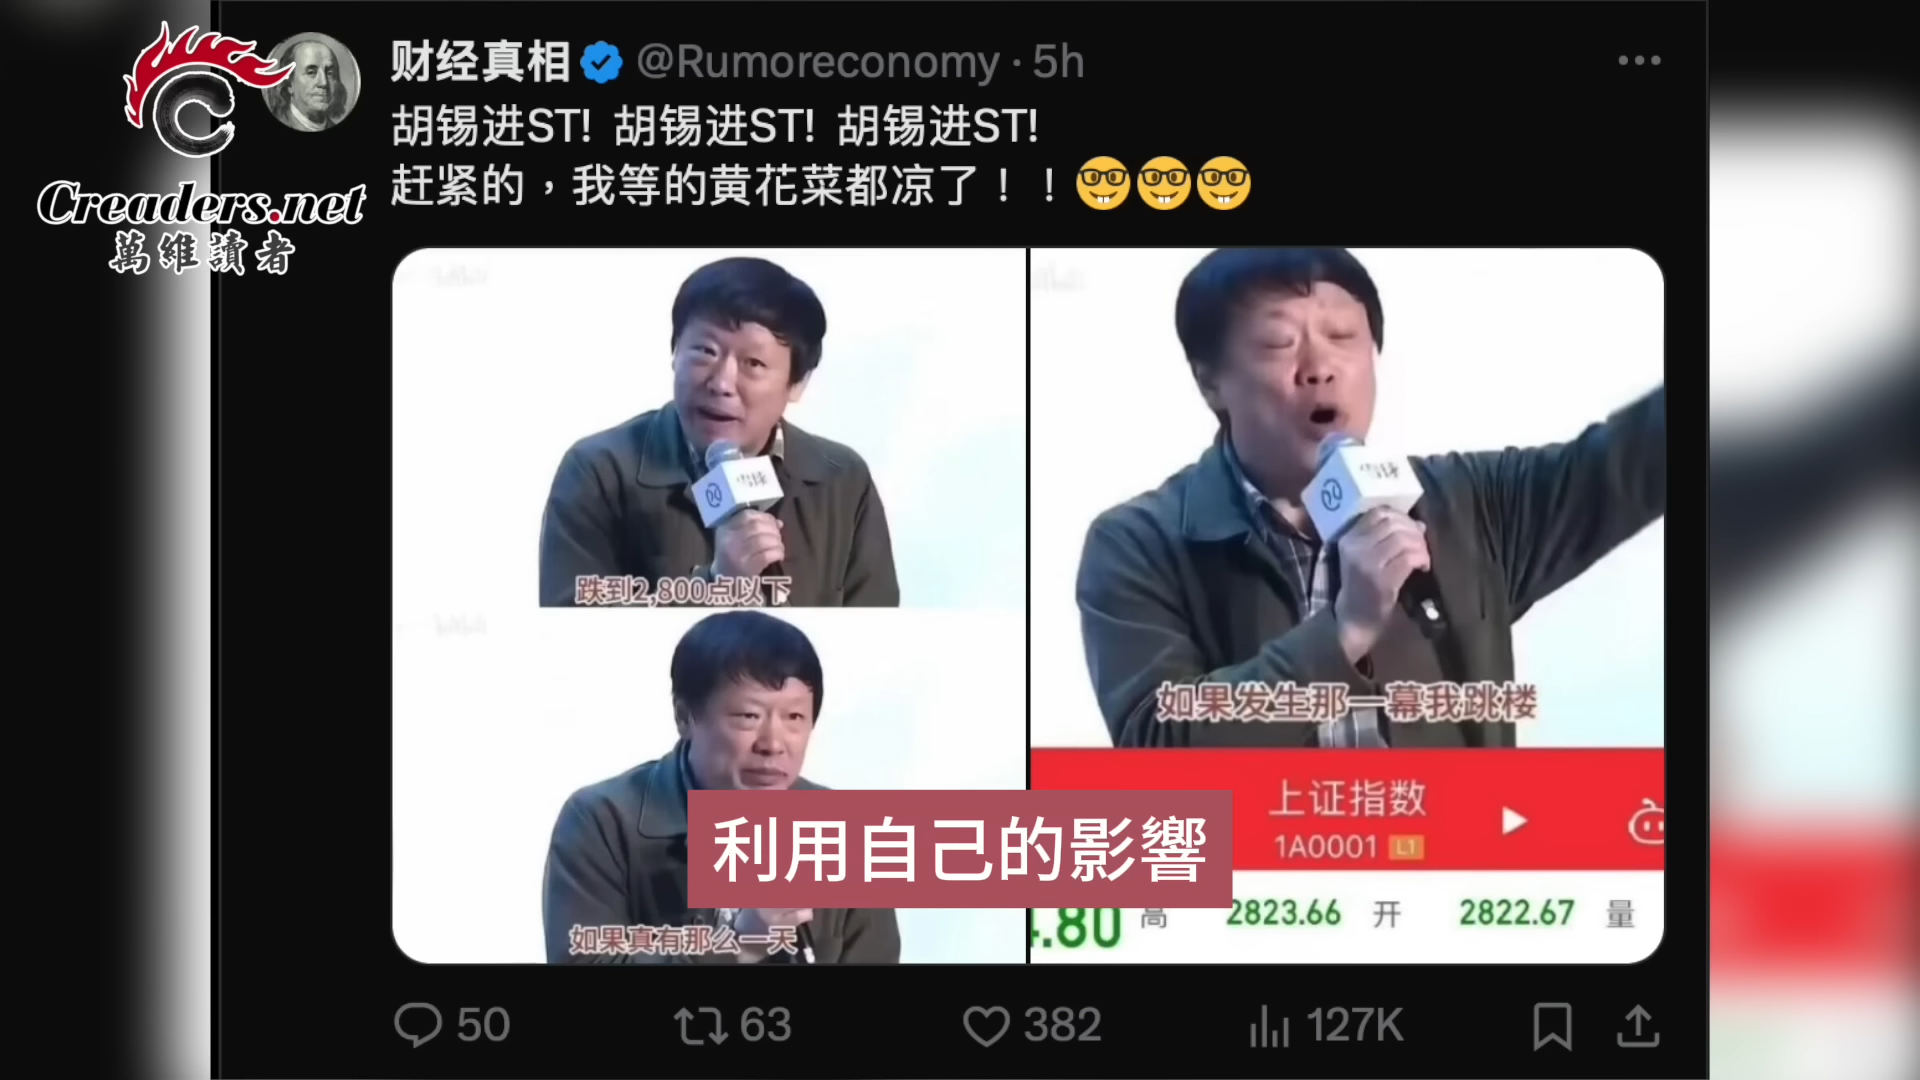 Creaders.net
萬維讀者
财经真相 @Rumoreconomy · 5h
胡锡进ST! 胡锡进ST! 胡锡进ST!
赶紧的，我等的黄花菜都凉了！！🤓🤓🤓
跌到2,800点以下
如果真有那么一天
如果发生那一幕我跳楼
上证指数
1A0001 L1
.80 高 2823.66 开 2822.67 量
利用自己的影響
50 63 382 127K